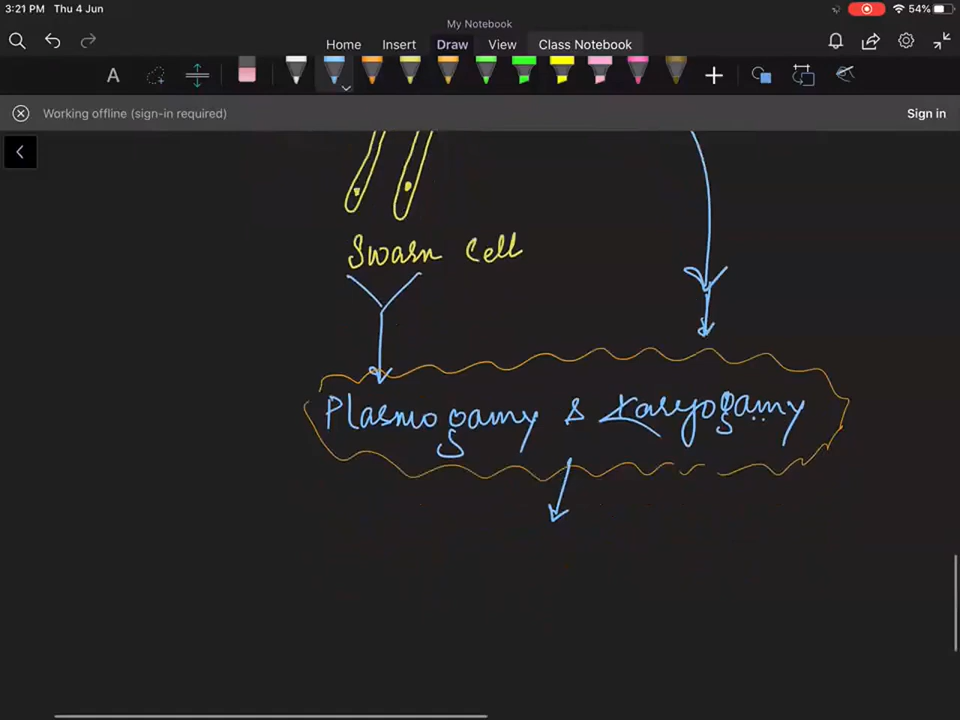 3:21 PM Thu 4 Jun
54%
My Notebook
Home Insert Draw View Class Notebook
A
Working offline (sign-in required)
Sign in
Swarm Cell
Plasmogamy & Karyogamy